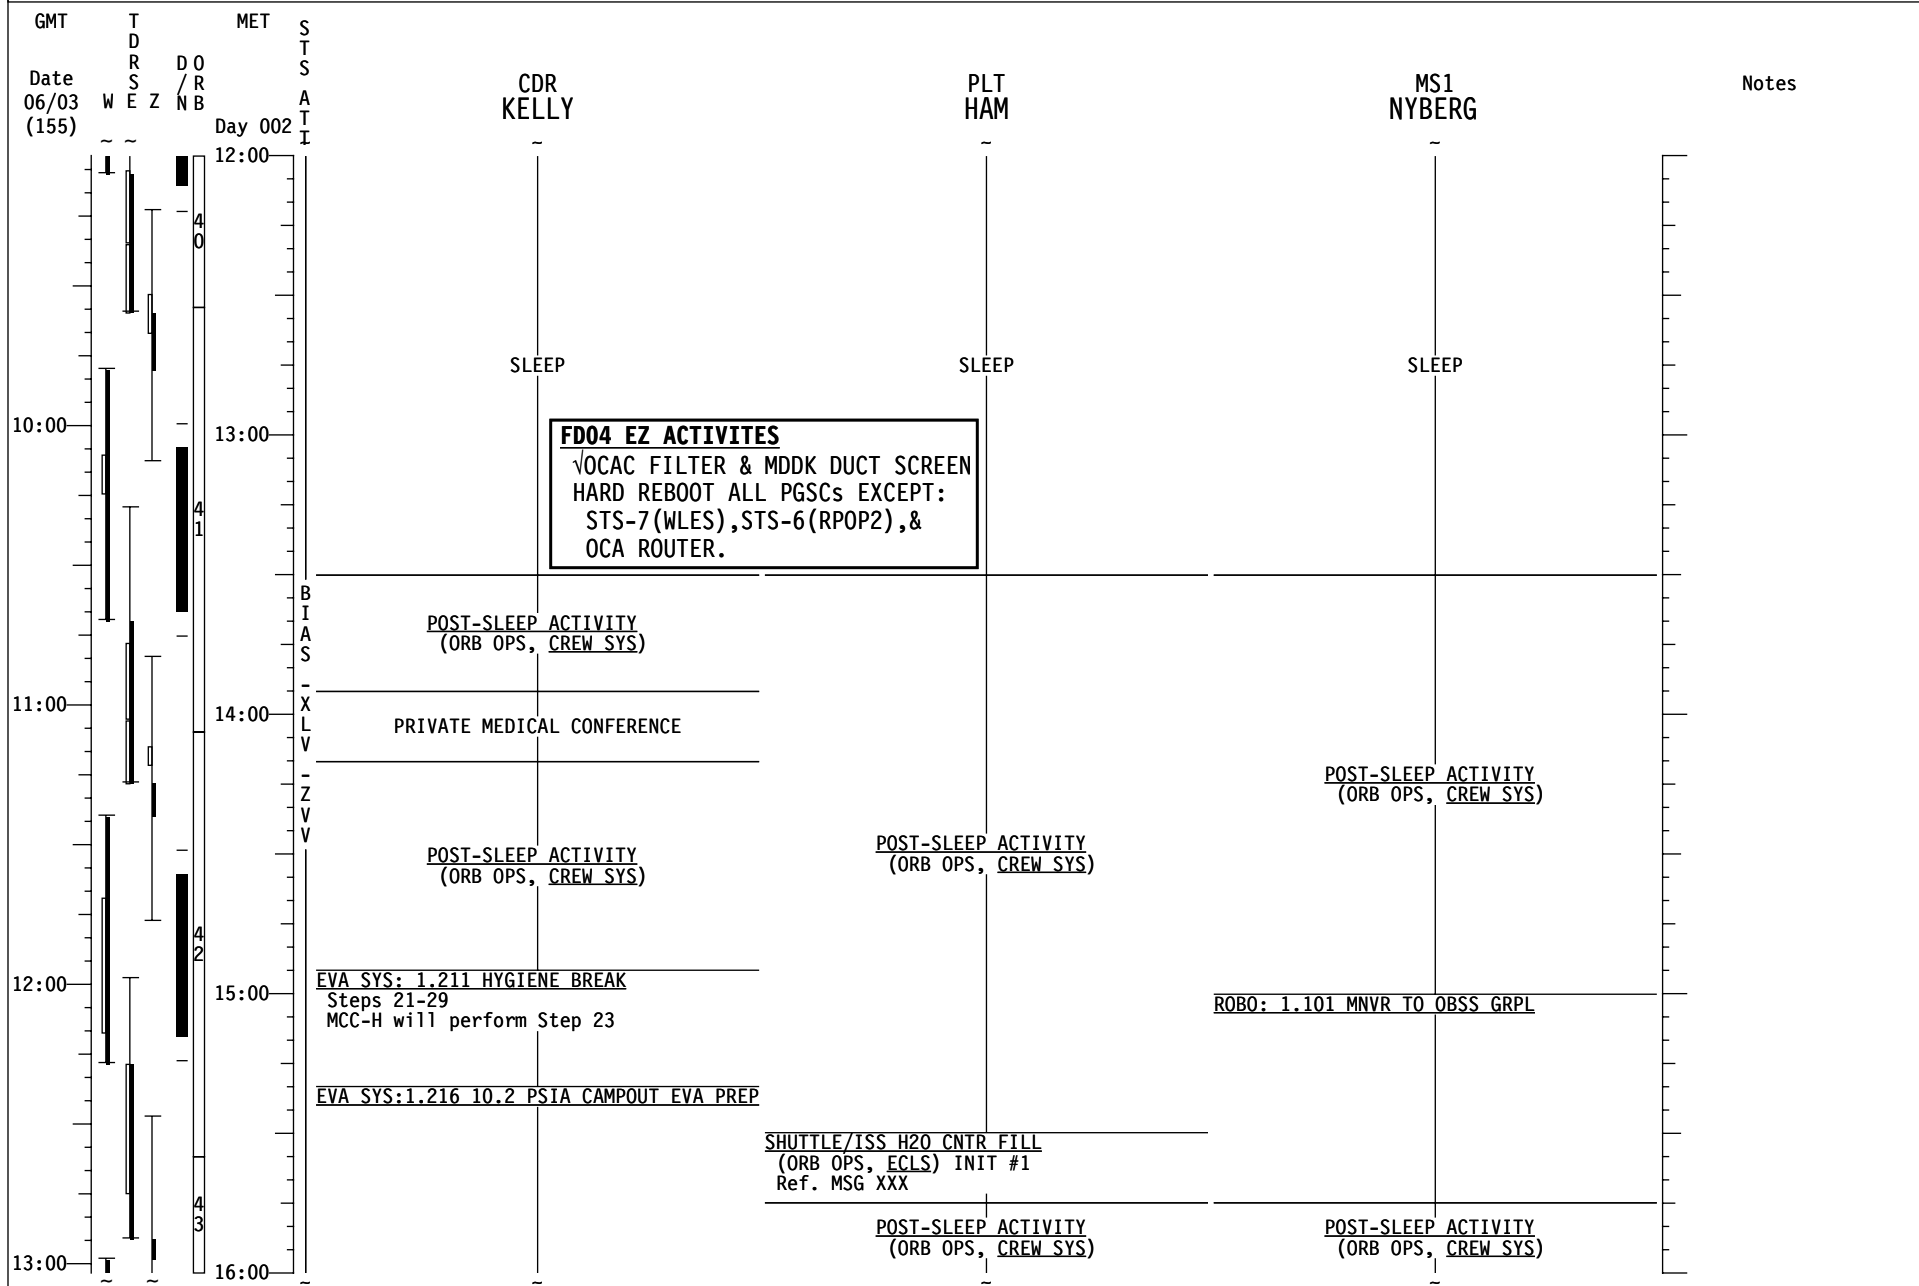 GMT
TDRS
MET
STS ATT
Date
06/03
(155)
W E Z
D/N
ORB
Day 002
CDR
KELLY
PLT
HAM
MS1
NYBERG
Notes
~ ~ ~ ~ ~ ~
12:00
40
SLEEP
SLEEP
SLEEP
10:00
13:00
FD04 EZ ACTIVITES
√OCAC FILTER & MDDK DUCT SCREEN
HARD REBOOT ALL PGSCs EXCEPT:
STS-7(WLES),STS-6(RPOP2),&
OCA ROUTER.
41
BIAS -XLV -ZVV
POST-SLEEP ACTIVITY
(ORB OPS, CREW SYS)
11:00
14:00
PRIVATE MEDICAL CONFERENCE
POST-SLEEP ACTIVITY
(ORB OPS, CREW SYS)
POST-SLEEP ACTIVITY
(ORB OPS, CREW SYS)
POST-SLEEP ACTIVITY
(ORB OPS, CREW SYS)
42
12:00
15:00
EVA SYS: 1.211 HYGIENE BREAK
Steps 21-29
MCC-H will perform Step 23
ROBO: 1.101 MNVR TO OBSS GRPL
EVA SYS:1.216 10.2 PSIA CAMPOUT EVA PREP
SHUTTLE/ISS H2O CNTR FILL
(ORB OPS, ECLS) INIT #1
Ref. MSG XXX
43
POST-SLEEP ACTIVITY
(ORB OPS, CREW SYS)
POST-SLEEP ACTIVITY
(ORB OPS, CREW SYS)
13:00
16:00
~ ~ ~ ~ ~ ~